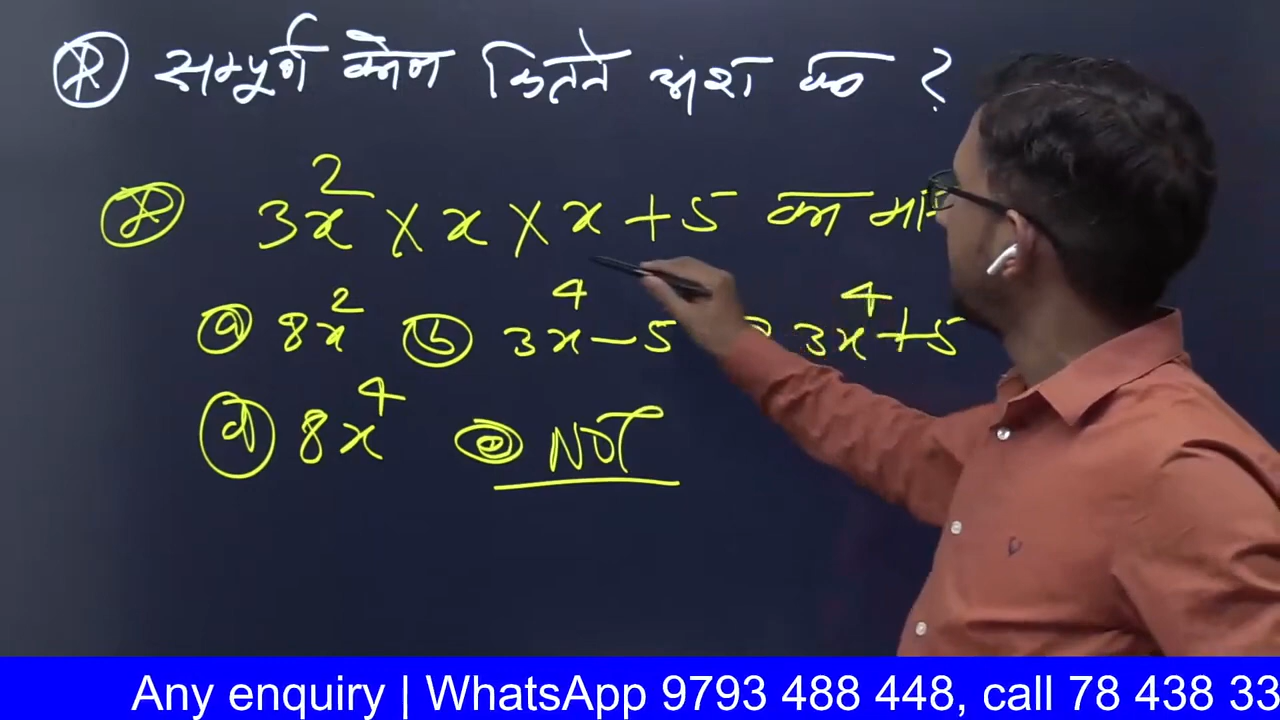 सम्पूर्ण कोण कितने अंश का ?
3x² × x × x + 5 का मा
ⓐ 8x² ⓑ 3x⁴ − 5 3x⁴ + 5
ⓓ 8x⁴ ⓔ NOT
Any enquiry | WhatsApp 9793 488 448, call 78 438 33